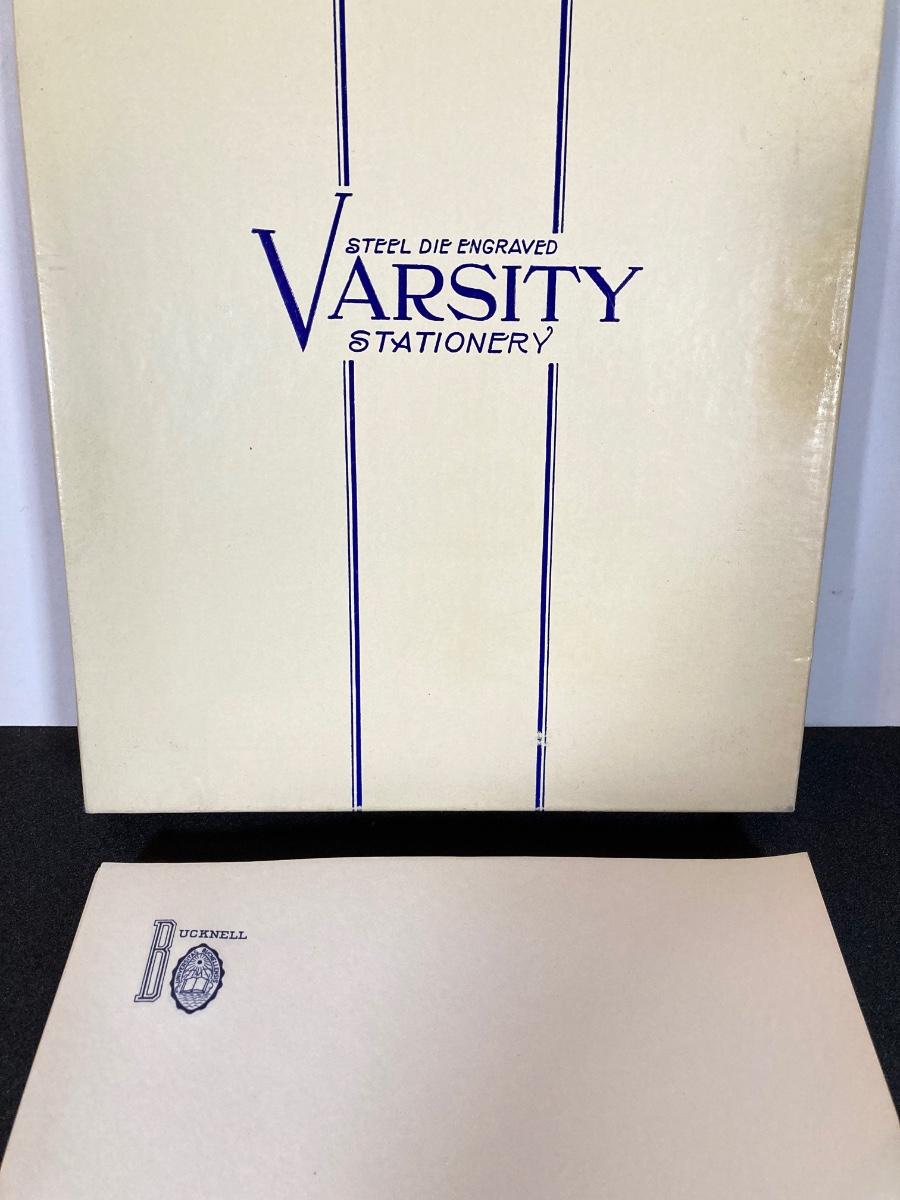 STEEL DIE ENGRAVED
VARSITY
STATIONERY
BUCKNELL